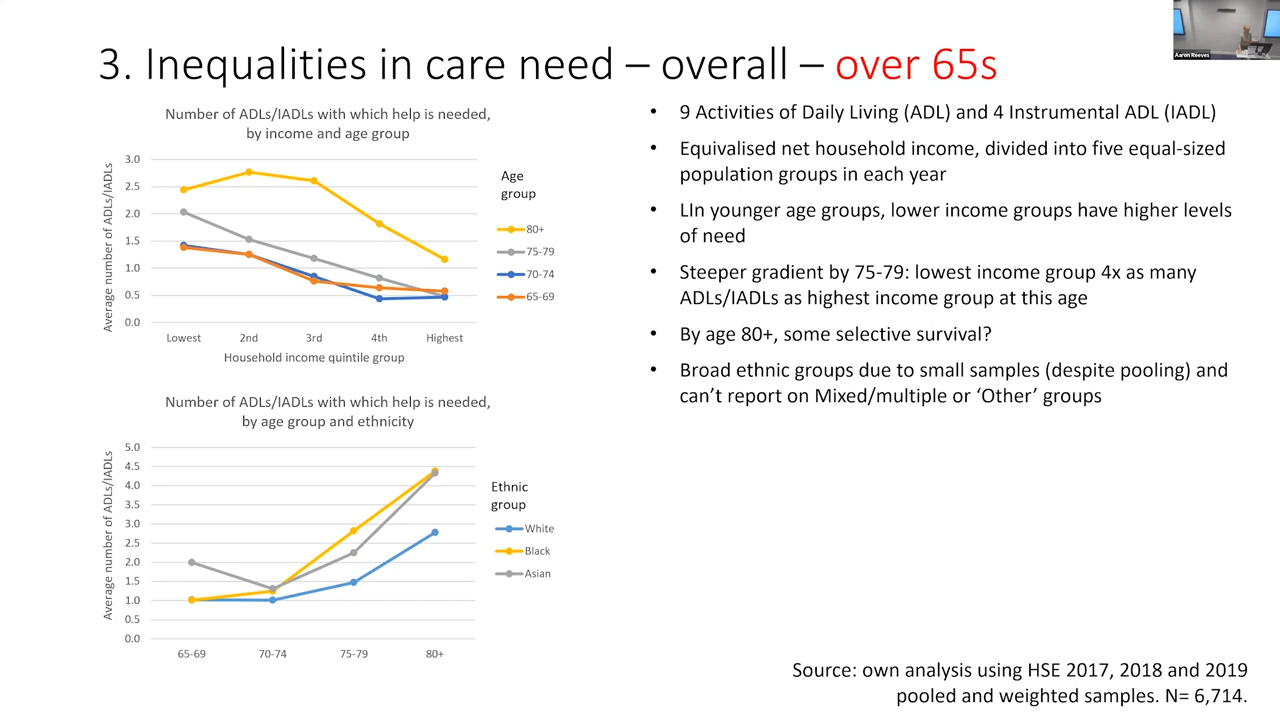 3. Inequalities in care need – overall – over 65s
Aaron Reeves
Number of ADLs/IADLs with which help is needed,
by income and age group
Average number of ADLs/IADLs
3.0
2.5
2.0
1.5
1.0
0.5
0.0
Lowest
2nd
3rd
4th
Highest
Household income quintile group
Age
group
80+
75-79
70-74
65-69
Number of ADLs/IADLs with which help is needed,
by age group and ethnicity
Average number of ADLs/IADLs
5.0
4.5
4.0
3.5
3.0
2.5
2.0
1.5
1.0
0.5
0.0
65-69
70-74
75-79
80+
Ethnic
group
White
Black
Asian
• 9 Activities of Daily Living (ADL) and 4 Instrumental ADL (IADL)
• Equivalised net household income, divided into five equal-sized
population groups in each year
• LIn younger age groups, lower income groups have higher levels
of need
• Steeper gradient by 75-79: lowest income group 4x as many
ADLs/IADLs as highest income group at this age
• By age 80+, some selective survival?
• Broad ethnic groups due to small samples (despite pooling) and
can’t report on Mixed/multiple or ‘Other’ groups
Source: own analysis using HSE 2017, 2018 and 2019
pooled and weighted samples. N= 6,714.